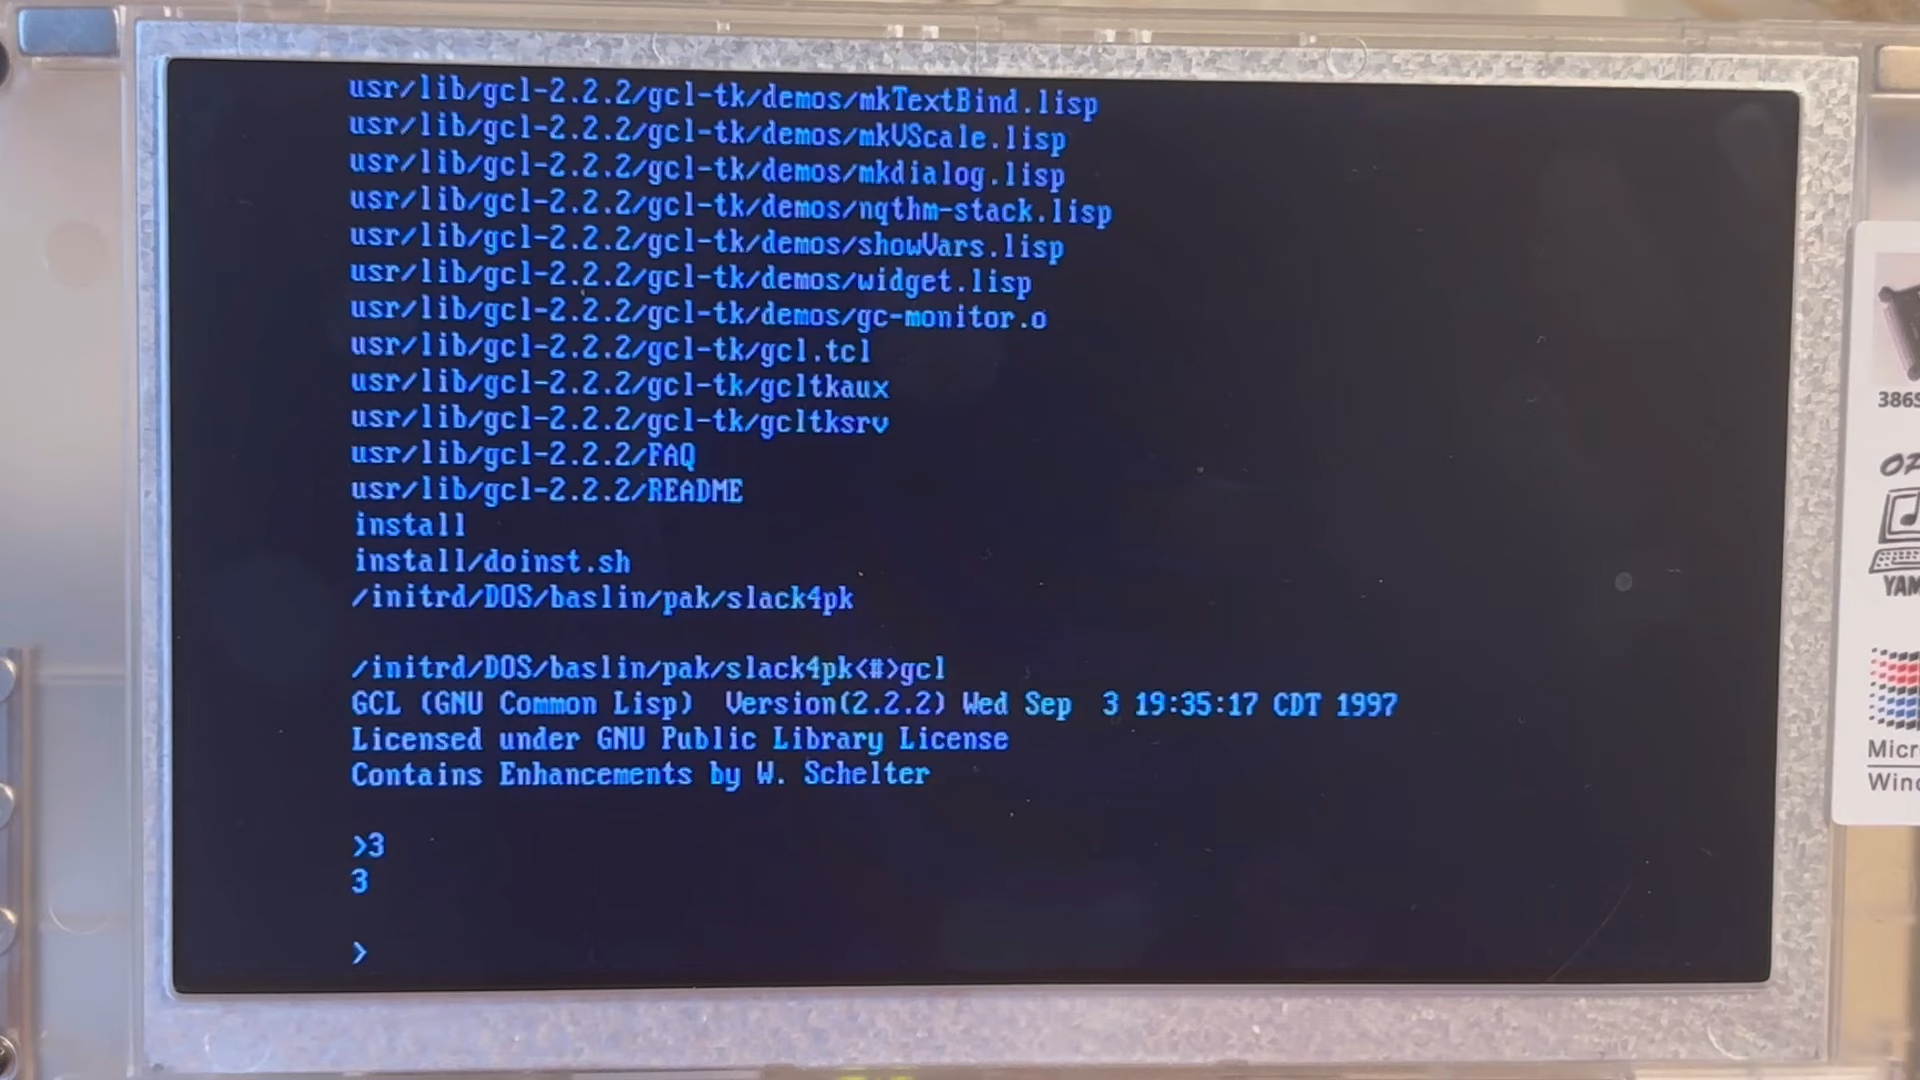 usr/lib/gcl-2.2.2/gcl-tk/demos/mkTextBind.lisp
usr/lib/gcl-2.2.2/gcl-tk/demos/mkVScale.lisp
usr/lib/gcl-2.2.2/gcl-tk/demos/mkdialog.lisp
usr/lib/gcl-2.2.2/gcl-tk/demos/nqthm-stack.lisp
usr/lib/gcl-2.2.2/gcl-tk/demos/showVars.lisp
usr/lib/gcl-2.2.2/gcl-tk/demos/widget.lisp
usr/lib/gcl-2.2.2/gcl-tk/demos/gc-monitor.o
usr/lib/gcl-2.2.2/gcl-tk/gcl.tcl
usr/lib/gcl-2.2.2/gcl-tk/gcltkaux
usr/lib/gcl-2.2.2/gcl-tk/gcltksrv
usr/lib/gcl-2.2.2/FAQ
usr/lib/gcl-2.2.2/README
install
install/doinst.sh
/initrd/DOS/baslin/pak/slack4pk
/initrd/DOS/baslin/pak/slack4pk<#>gcl
GCL (GNU Common Lisp)  Version(2.2.2) Wed Sep  3 19:35:17 CDT 1997
Licensed under GNU Public Library License
Contains Enhancements by W. Schelter
>3
3
>
386S
YAM
Micr
Wind